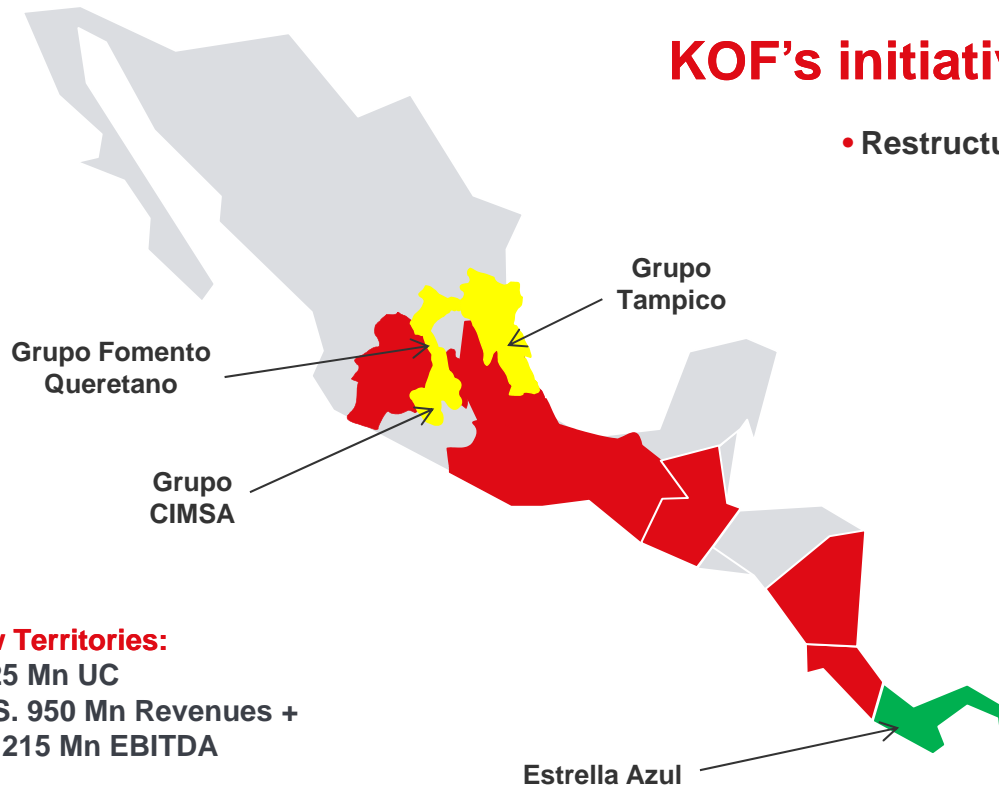 KOF's initiativ
• Restructu
Grupo
Tampico
Grupo Fomento
Queretano
Grupo
CIMSA
Territories:
25 Mn UC
S. 950 Mn Revenues +
215 Mn EBITDA
Estrella Azul